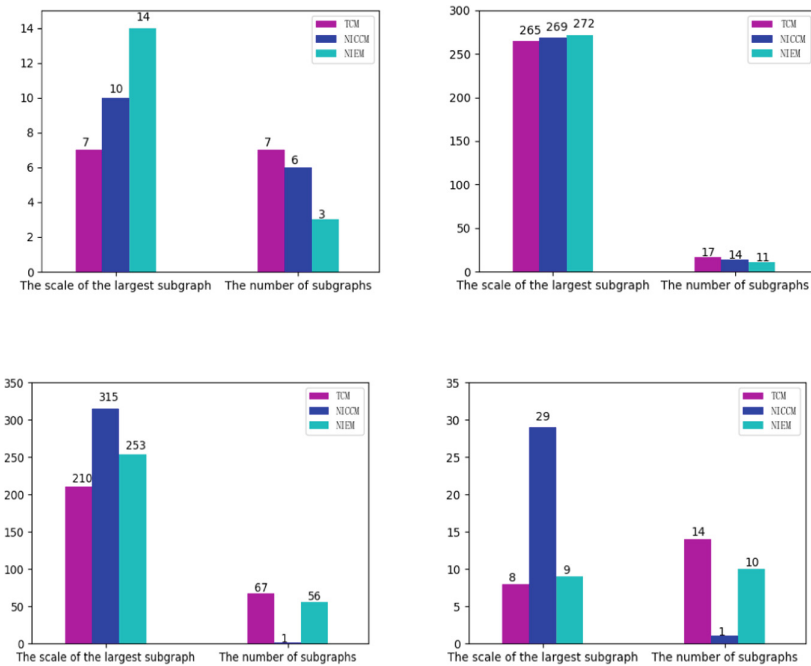 14
14
TCM
NICCM
NIEM
12
10
10
8
7
7
6
6
4
3
2
0
The scale of the largest subgraph
The number of subgraphs
300
265
269
272
TCM
NICCM
NIEM
250
200
150
100
50
17
14
11
0
The scale of the largest subgraph
The number of subgraphs
350
315
TCM
NICCM
NIEM
300
253
250
210
200
150
100
67
56
50
1
0
The scale of the largest subgraph
The number of subgraphs
35
TCM
NICCM
NIEM
30
29
25
20
15
14
10
10
9
8
5
1
0
The scale of the largest subgraph
The number of subgraphs